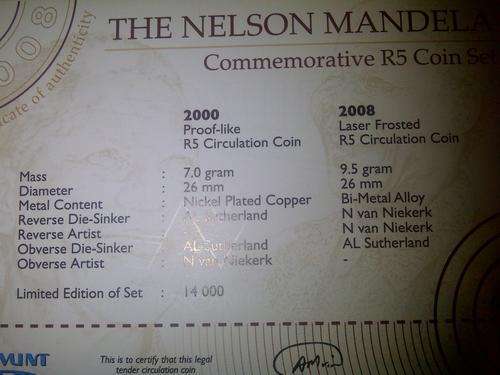 008
cate of authenticity
THE NELSON MANDELA
Commemorative R5 Coin Set
2000 2008
Proof-like Laser Frosted
R5 Circulation Coin R5 Circulation Coin
Mass : 7.0 gram 9.5 gram
Diameter : 26 mm 26 mm
Metal Content : Nickel Plated Copper Bi-Metal Alloy
Reverse Die-Sinker : AL Sutherland N van Niekerk
Reverse Artist : N van Niekerk
Obverse Die-Sinker : AL Sutherland AL Sutherland
Obverse Artist : N van Niekerk -
Limited Edition of Set : 14 000
MINT
This is to certify that this legal
tender circulation coin